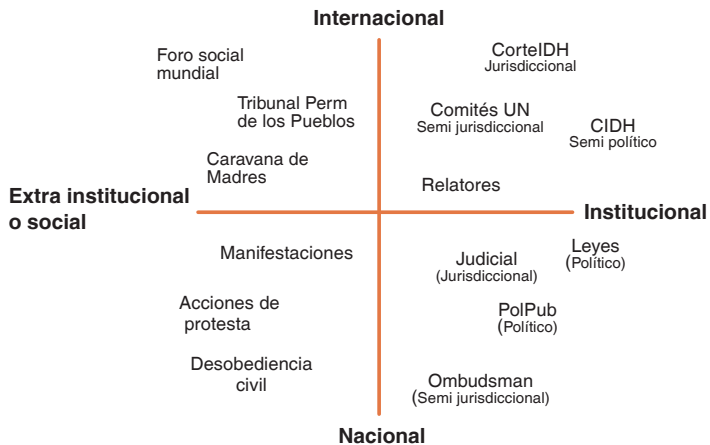 Internacional
Foro social
mundial
CorteIDH
Jurisdiccional
Tribunal Perm
de los Pueblos
Comités UN
Semi jurisdiccional
CIDH
Semi político
Caravana de
Madres
Relatores
Extra institucional
o social
Institucional
Manifestaciones
Judicial
(Jurisdiccional)
Leyes
(Político)
Acciones de
protesta
PolPub
(Político)
Desobediencia
civil
Ombudsman
(Semi jurisdiccional)
Nacional